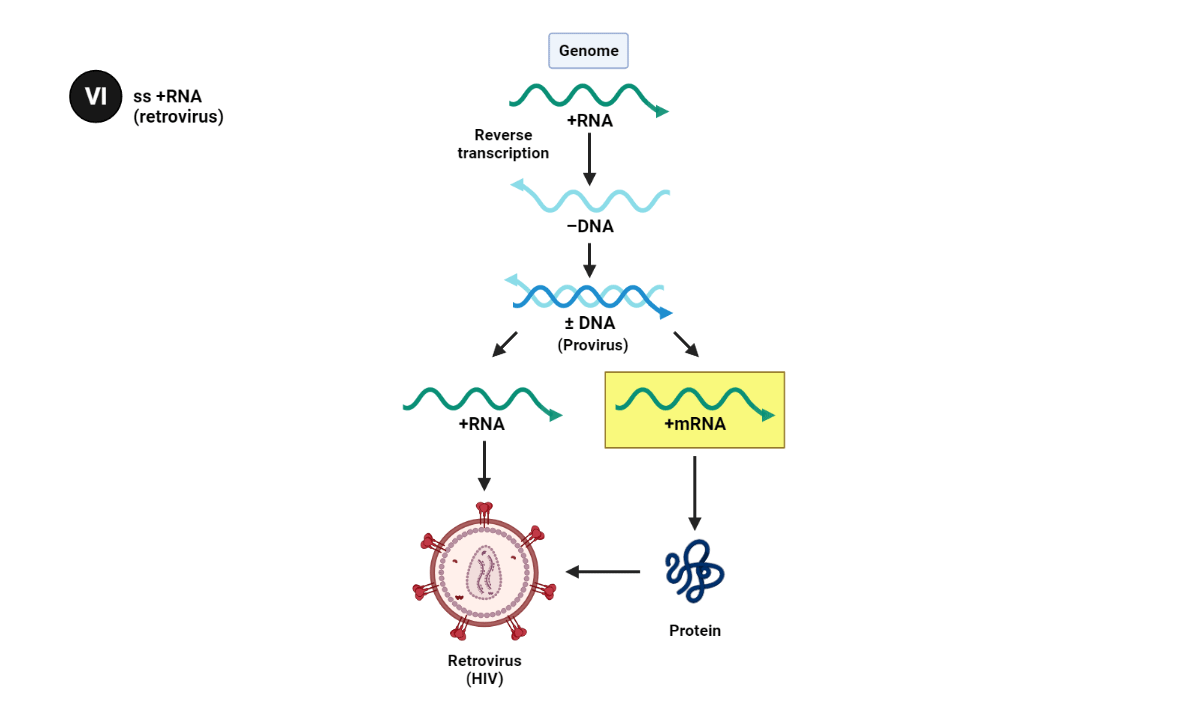 Genome
VI
ss +RNA
(retrovirus)
+RNA
Reverse
transcription
−DNA
± DNA
(Provirus)
+RNA
+mRNA
Protein
Retrovirus
(HIV)